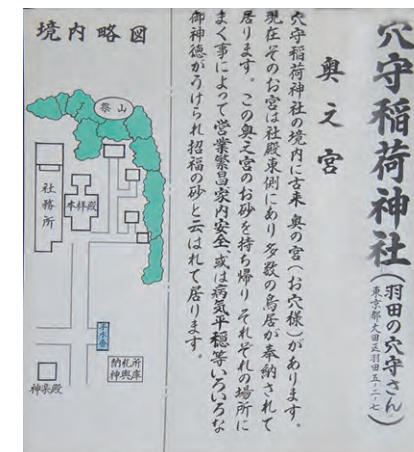 穴守稲荷神社
(羽田の穴守さん)
東京都大田区羽田五-二-七
奥之宮
穴守稲荷神社の境内に古来 奥の宮(お穴様)があります。
現在そのお宮は社殿東側にあり 多数の鳥居が奉納されて
居ります。この奥之宮のお砂を持ち帰り それぞれの場所に
まく事によって営業繁昌家内安全、或は病気平穏等いろいろな
御神徳がうけられ招福の砂と云はれて居ります。
境内略図
築山
社務所
本拝殿
手水舎
納札所
神輿庫
神楽殿